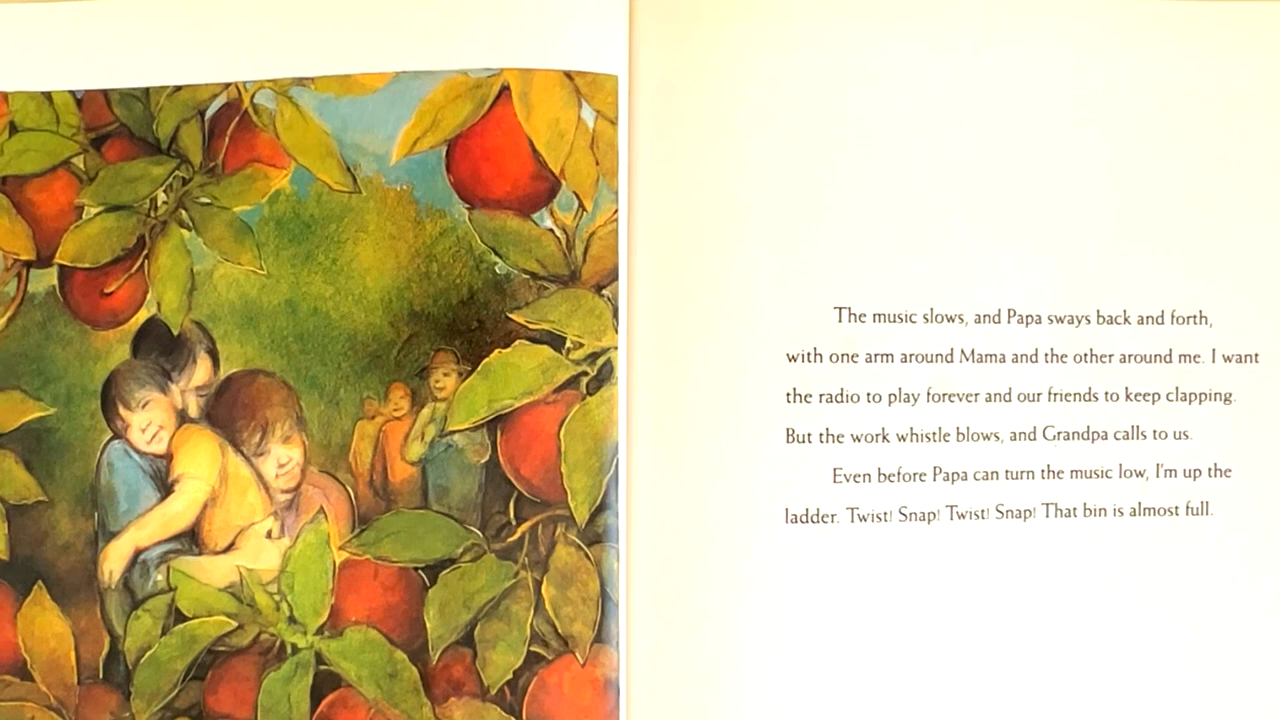 The music slows, and Papa sways back and forth,
with one arm around Mama and the other around me. I want
the radio to play forever and our friends to keep clapping.
But the work whistle blows, and Grandpa calls to us.
Even before Papa can turn the music low, I'm up the
ladder. Twist! Snap! Twist! Snap! That bin is almost full.